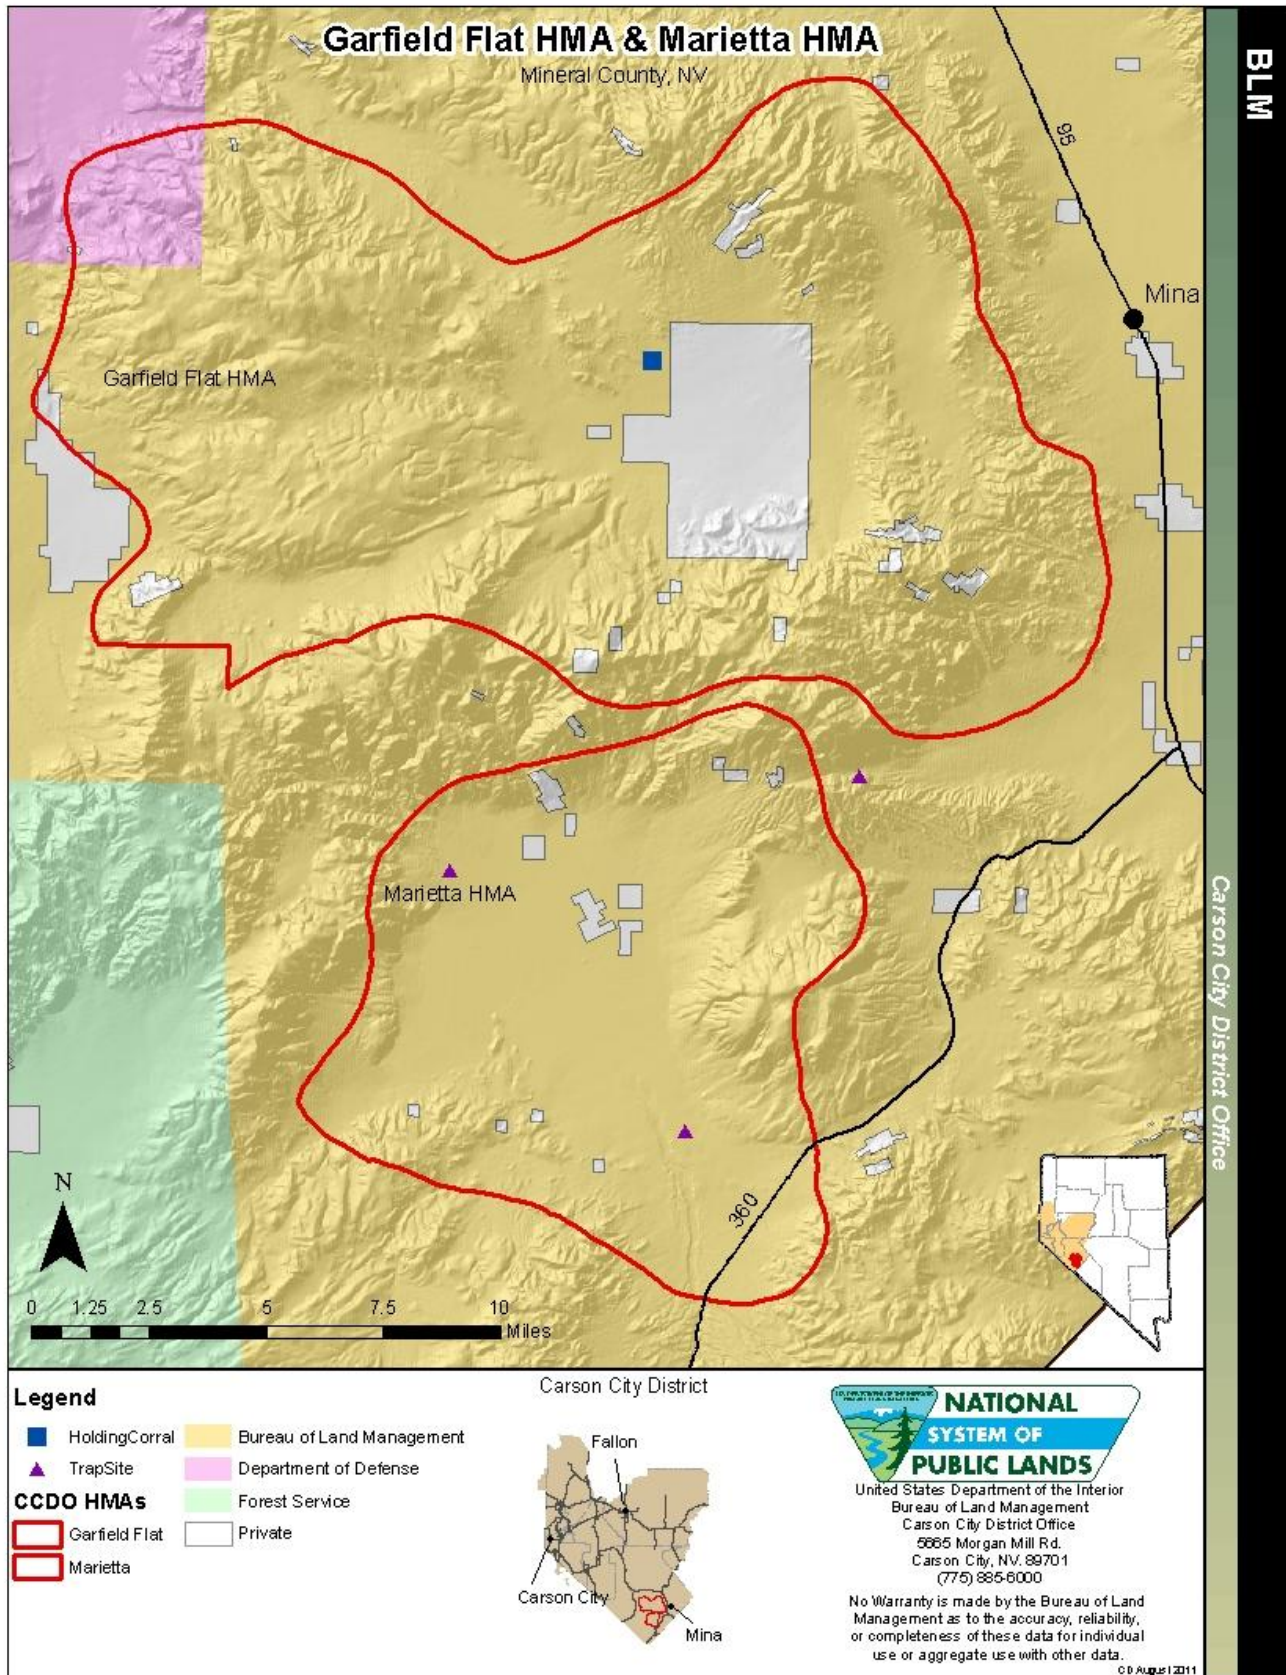 Garfield Flat HMA & Marietta HMA
Mineral County, NV
BLM
95
Mina
Garfield Flat HMA
Marietta HMA
Carson City District Office
N
360
0 1.25 2.5 5 7.5 10
Miles
Legend
HoldingCorral
TrapSite
CCDO HMAs
Garfield Flat
Marietta
Bureau of Land Management
Department of Defense
Forest Service
Private
Carson City District
Fallon
Carson City
Mina
NATIONAL
SYSTEM OF
PUBLIC LANDS
United States Department of the Interior
Bureau of Land Management
Carson City District Office
5665 Morgan Mill Rd.
Carson City, NV. 89701
(775) 885-6000
No Warranty is made by the Bureau of Land
Management as to the accuracy, reliability,
or completeness of these data for individual
use or aggregate use with other data.
CD August 2011